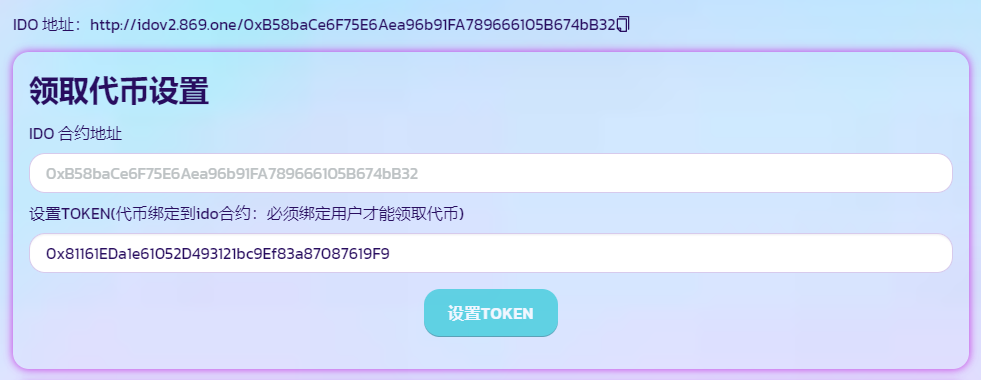 IDO 地址：http://idov2.869.one/0xB58baCe6F75E6Aea96b91FA789666105B674bB32
领取代币设置
IDO 合约地址
0xB58baCe6F75E6Aea96b91FA789666105B674bB32
设置TOKEN(代币绑定到ido合约：必须绑定用户才能领取代币)
0x81161EDa1e61052D493121bc9Ef83a87087619F9
设置TOKEN